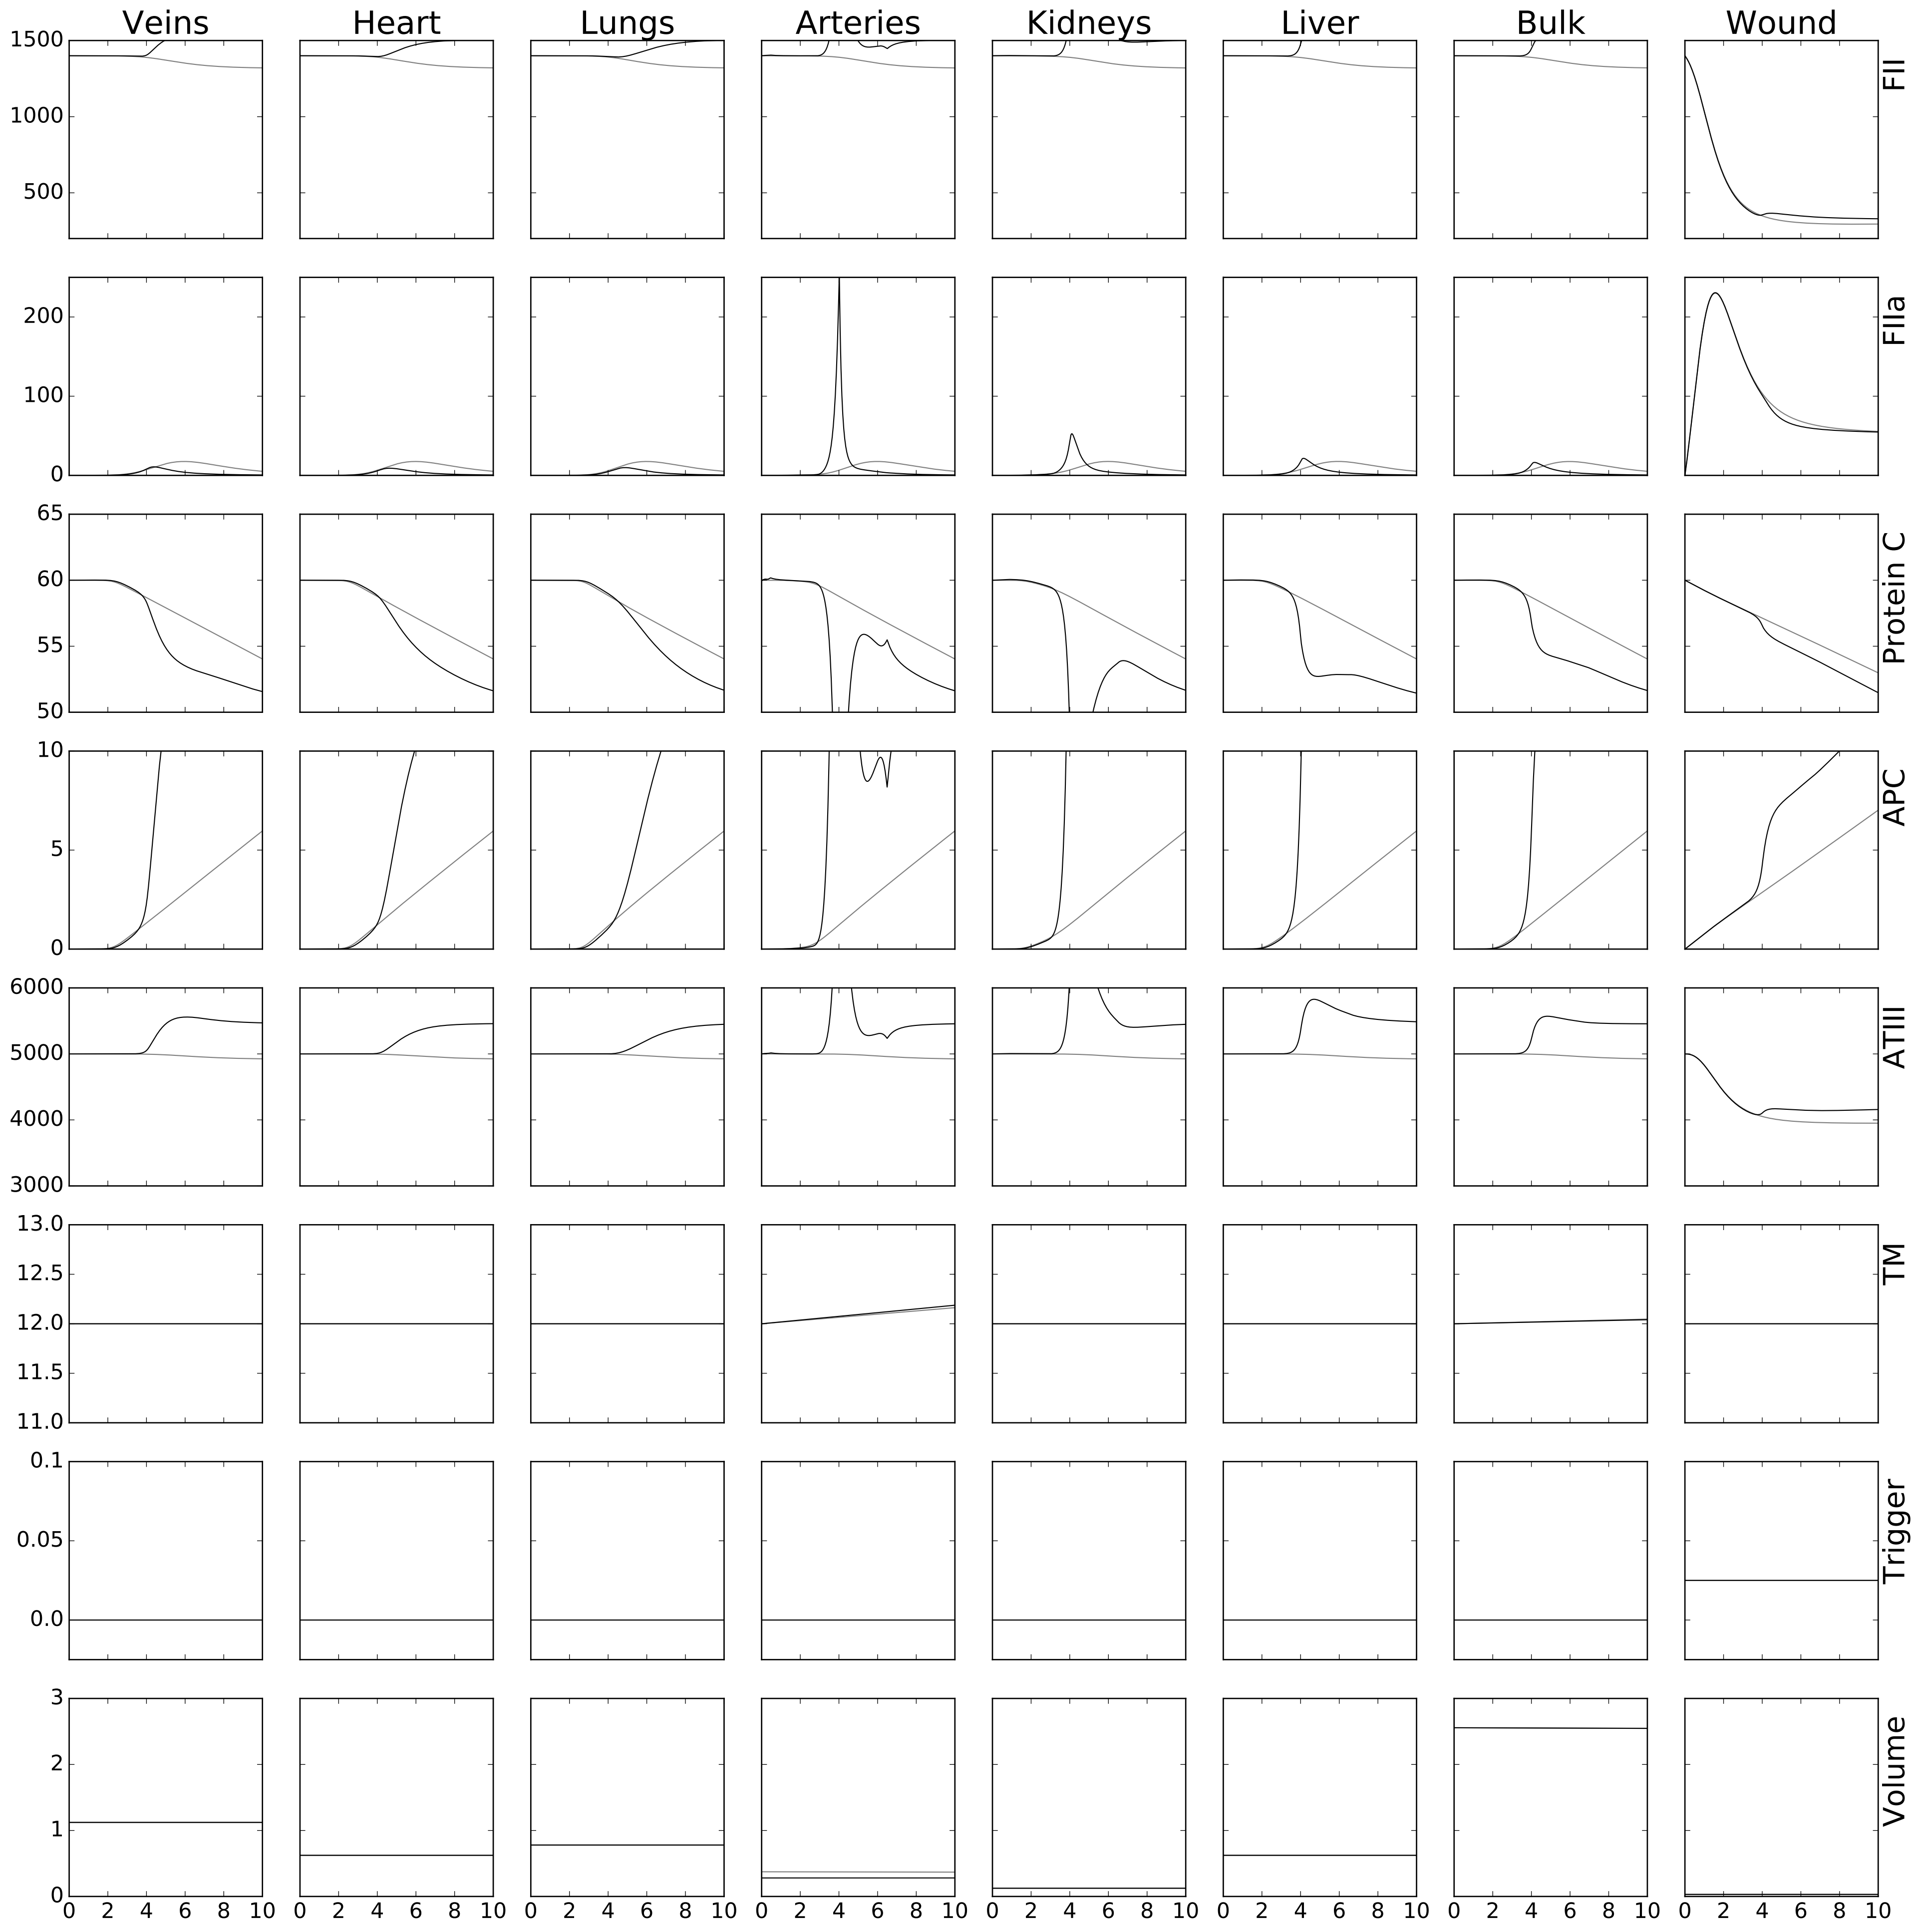 Veins Heart Lungs Arteries Kidneys Liver Bulk Wound
1500
1000
500
FII
200
100
0
FIIa
65
60
55
50
Protein C
10
5
0
APC
6000
5000
4000
3000
ATIII
13.0
12.5
12.0
11.5
11.0
TM
0.1
0.05
0.0
Trigger
3
2
1
0
Volume
0 2 4 6 8 10 0 2 4 6 8 10 0 2 4 6 8 10 0 2 4 6 8 10 0 2 4 6 8 10 0 2 4 6 8 10 0 2 4 6 8 10 0 2 4 6 8 10